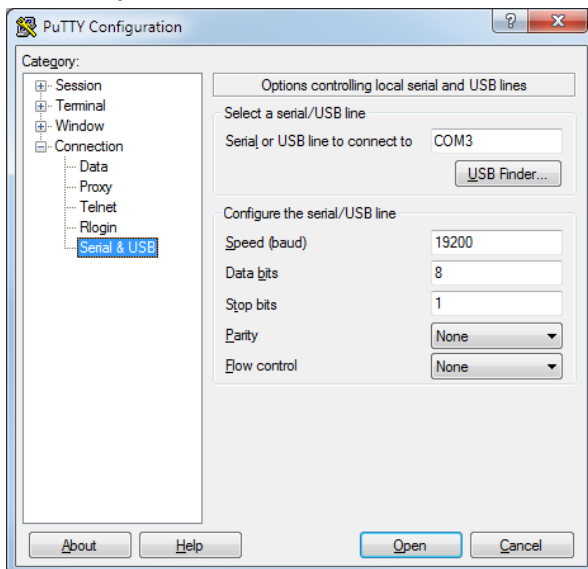 PuTTY Configuration
Category:
Session
Terminal
Window
Connection
Data
Proxy
Telnet
Rlogin
Serial & USB
Options controlling local serial and USB lines
Select a serial/USB line
Serial or USB line to connect to COM3
USB Finder...
Configure the serial/USB line
Speed (baud) 19200
Data bits 8
Stop bits 1
Parity None
Flow control None
About Help Open Cancel